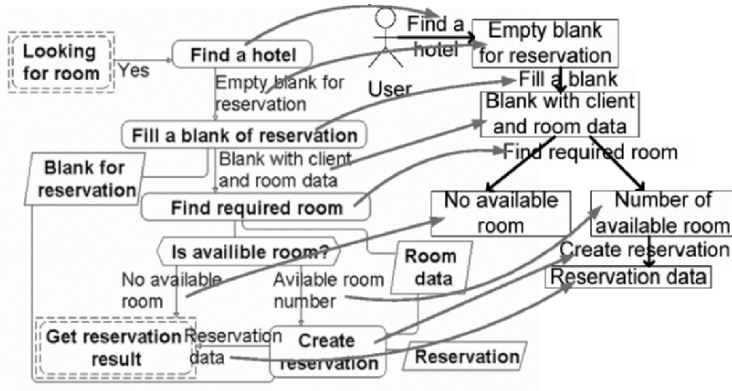 Looking
for room
Yes
Find a hotel
Empty blank for
reservation
Fill a blank of reservation
Blank for
reservation
Blank with client
and room data
Find required room
Is availible room?
No available
room
Avilable room
number
Room
data
Get reservation
result
Reservation
data
Create
reservation
Reservation
User
Find a
hotel
Empty blank
for reservation
Fill a blank
Blank with client
and room data
Find required room
No available
room
Number of
available room
Create reservation
Reservation data